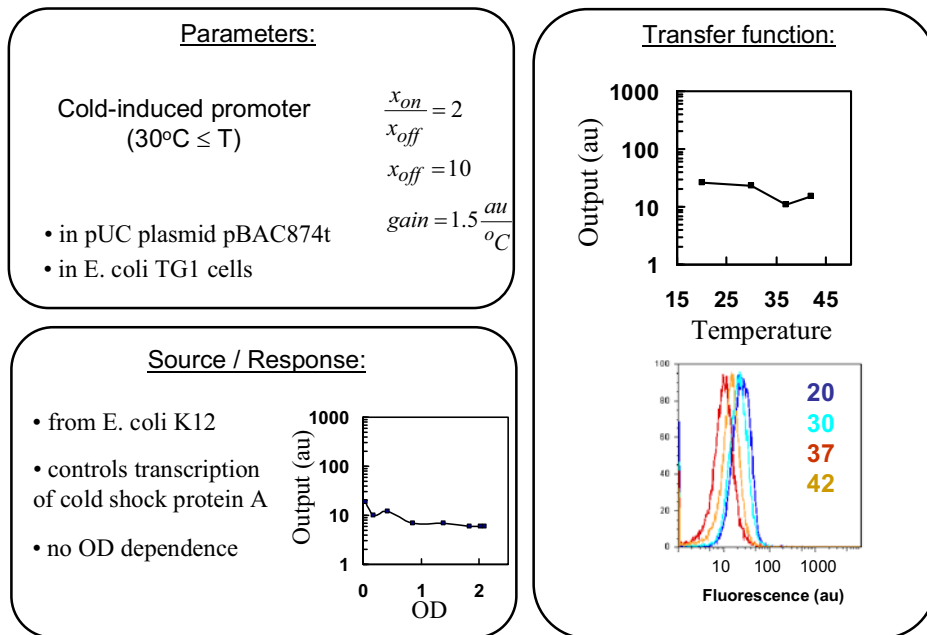 Parameters:
Cold-induced promoter
(30°C ≤ T)
x_on / x_off = 2
x_off = 10
gain = 1.5 au / °C
• in pUC plasmid pBAC874t
• in E. coli TG1 cells
Source / Response:
• from E. coli K12
• controls transcription
of cold shock protein A
• no OD dependence
Output (au)
1000
100
10
1
0 1 2
OD
Transfer function:
Output (au)
1000
100
10
1
15 25 35 45
Temperature
100
80
60
40
20
0
20
30
37
42
10 100 1000
Fluorescence (au)